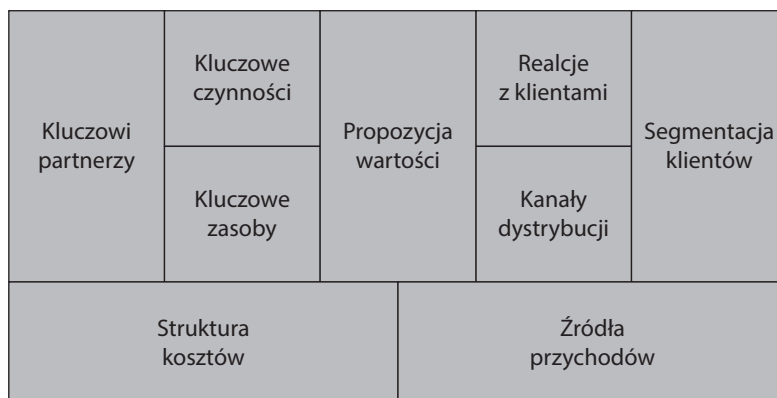 Kluczowi
partnerzy
Kluczowe
czynności
Kluczowe
zasoby
Propozycja
wartości
Realcje
z klientami
Kanały
dystrybucji
Segmentacja
klientów
Struktura
kosztów
Źródła
przychodów